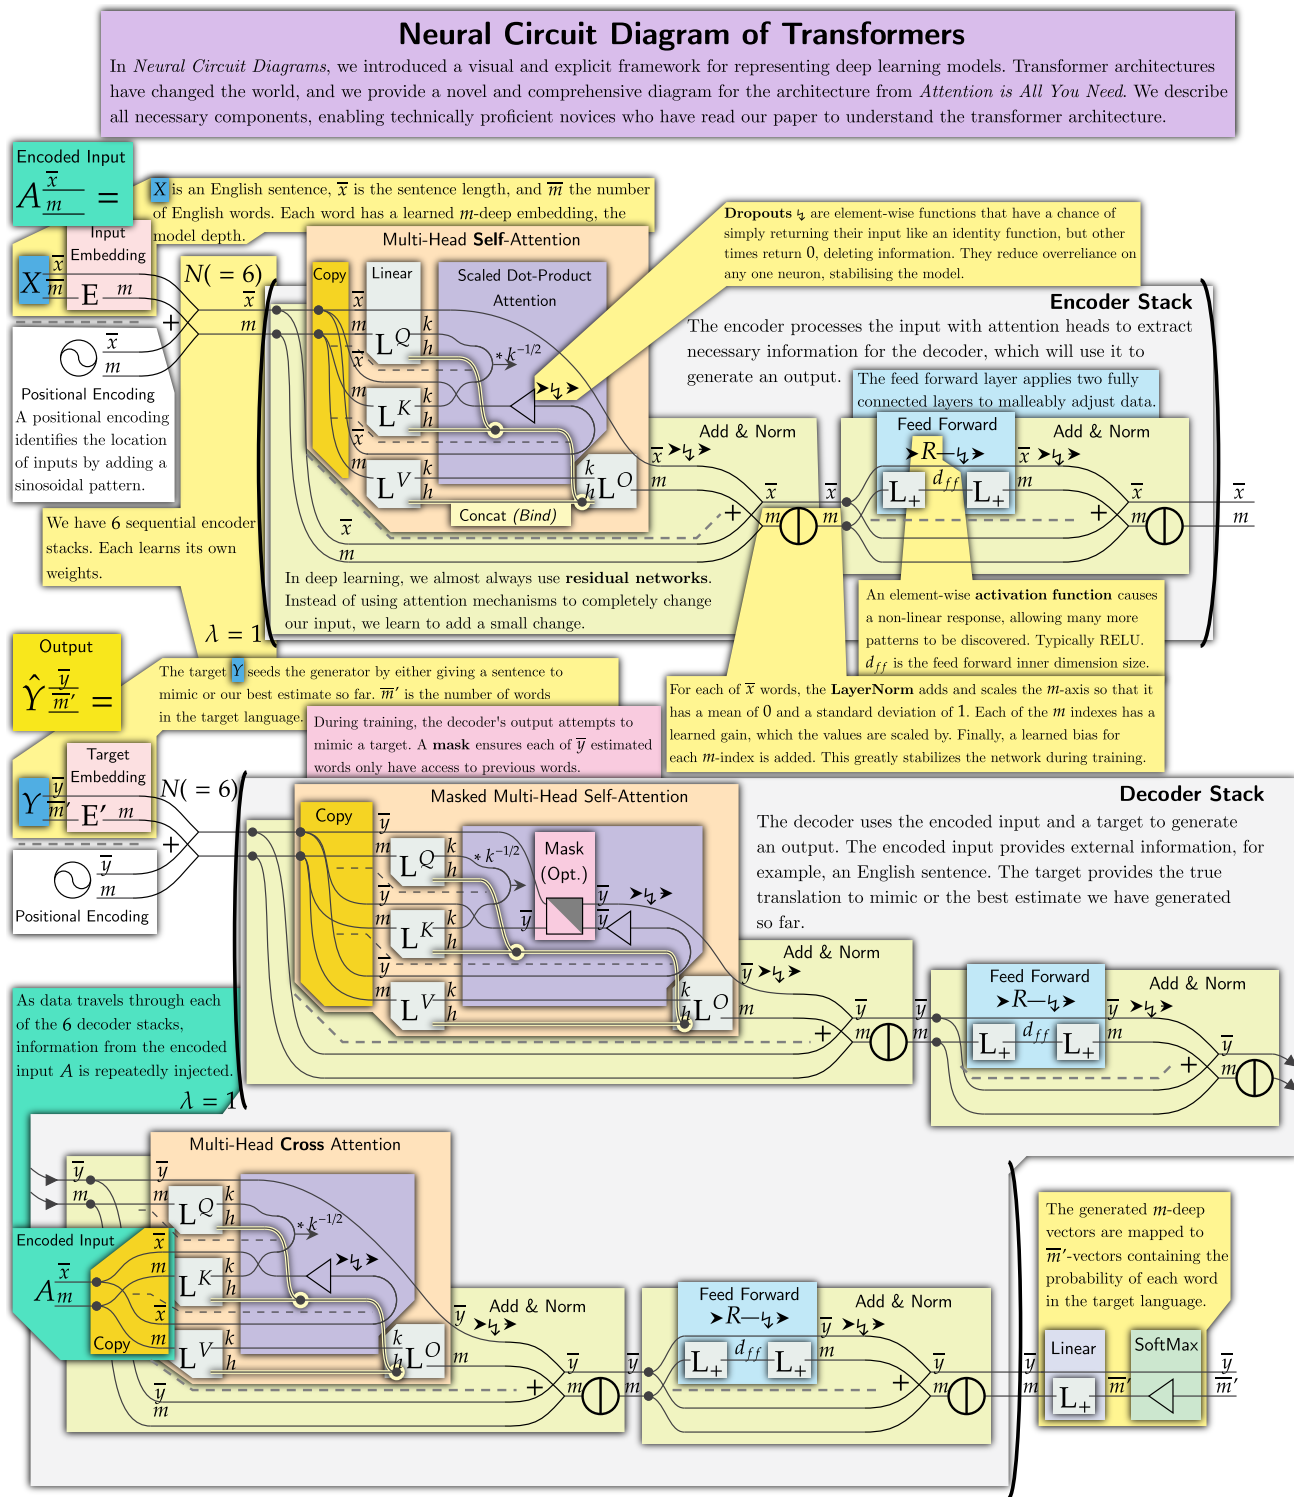 Neural Circuit Diagram of Transformers
In Neural Circuit Diagrams, we introduced a visual and explicit framework for representing deep learning models. Transformer architectures
have changed the world, and we provide a novel and comprehensive diagram for the architecture from Attention is All You Need. We describe
all necessary components, enabling technically proficient novices who have read our paper to understand the transformer architecture.
Encoded Input
A x̅ m =
X is an English sentence, x̅ is the sentence length, and m̅ the number
of English words. Each word has a learned m-deep embedding, the
model depth.
Input
Embedding
X x̅ m̅ E m
N(= 6)
x̅
m
+
x̅
m
Positional Encoding
A positional encoding
identifies the location
of inputs by adding a
sinosoidal pattern.
We have 6 sequential encoder
stacks. Each learns its own
weights.
λ = 1
Multi-Head Self-Attention
Copy
Linear
Scaled Dot-Product
Attention
x̅
m
L^Q k h
* k^{-1/2}
x̅
m
L^K k h
x̅
m
L^V k h
k h L^O
Concat (Bind)
x̅
m
Dropouts ↯ are element-wise functions that have a chance of
simply returning their input like an identity function, but other
times return 0, deleting information. They reduce overreliance on
any one neuron, stabilising the model.
Encoder Stack
The encoder processes the input with attention heads to extract
necessary information for the decoder, which will use it to
generate an output.
The feed forward layer applies two fully
connected layers to malleably adjust data.
Add & Norm
x̅
m
+
x̅
m
x̅
m
Feed Forward
R
L₊ d_ff L₊
Add & Norm
x̅
m
+
x̅
m
x̅
m
In deep learning, we almost always use residual networks.
Instead of using attention mechanisms to completely change
our input, we learn to add a small change.
An element-wise activation function causes
a non-linear response, allowing many more
patterns to be discovered. Typically RELU.
d_ff is the feed forward inner dimension size.
For each of x̅ words, the LayerNorm adds and scales the m-axis so that it
has a mean of 0 and a standard deviation of 1. Each of the m indexes has a
learned gain, which the values are scaled by. Finally, a learned bias for
each m-index is added. This greatly stabilizes the network during training.
Output
Ŷ y̅ m̅′ =
The target Y seeds the generator by either giving a sentence to
mimic or our best estimate so far. m̅′ is the number of words
in the target language.
During training, the decoder's output attempts to
mimic a target. A mask ensures each of y̅ estimated
words only have access to previous words.
Target
Embedding
Y y̅ m̅′ E′ m
N(= 6)
+
y̅
m
Positional Encoding
Masked Multi-Head Self-Attention
Copy
y̅
m
L^Q k h
* k^{-1/2}
Mask
(Opt.)
y̅
m
L^K k h
y̅
y̅
y̅
y̅
m
L^V k h
k h L^O
Decoder Stack
The decoder uses the encoded input and a target to generate
an output. The encoded input provides external information, for
example, an English sentence. The target provides the true
translation to mimic or the best estimate we have generated
so far.
Add & Norm
y̅
m
+
y̅
m
y̅
m
Feed Forward
R
L₊ d_ff L₊
Add & Norm
y̅
m
+
y̅
m
As data travels through each
of the 6 decoder stacks,
information from the encoded
input A is repeatedly injected.
λ = 1
Multi-Head Cross Attention
y̅
m
y̅
m
L^Q k h
* k^{-1/2}
Encoded Input
A x̅ m
Copy
x̅
m
L^K k h
x̅
m
L^V k h
k h L^O
y̅
m
Add & Norm
y̅
m
+
y̅
m
y̅
m
Feed Forward
R
L₊ d_ff L₊
Add & Norm
y̅
m
+
y̅
m
The generated m-deep
vectors are mapped to
m̅′-vectors containing the
probability of each word
in the target language.
Linear
SoftMax
y̅
m
L₊
m̅′
y̅
m̅′